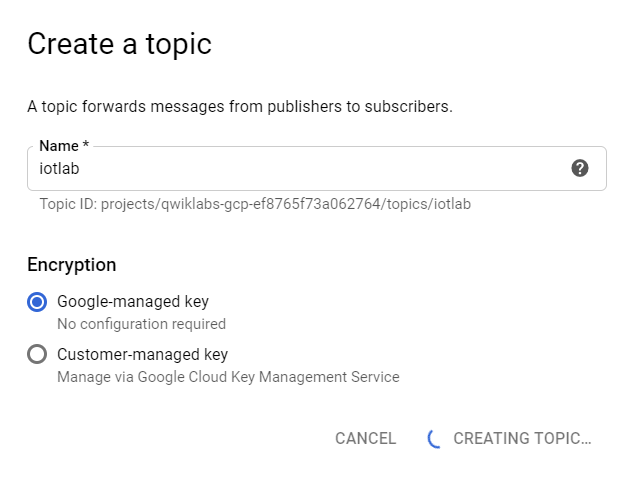 Create a topic
A topic forwards messages from publishers to subscribers.
Name *
iotlab
Topic ID: projects/qwiklabs-gcp-ef8765f73a062764/topics/iotlab
Encryption
Google-managed key
No configuration required
Customer-managed key
Manage via Google Cloud Key Management Service
CANCEL CREATING TOPIC...